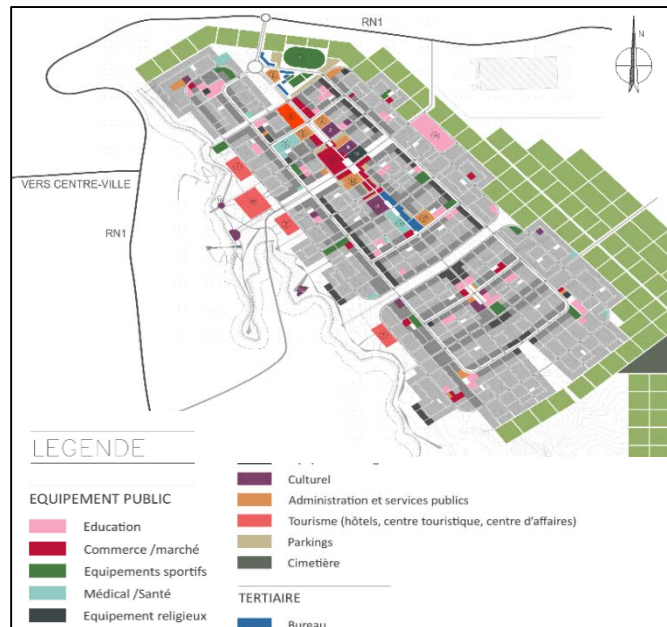 RN1
N
VERS CENTRE-VILLE
RN1
LEGENDE
EQUIPEMENT PUBLIC
Education
Commerce /marché
Equipements sportifs
Médical /Santé
Equipement religieux
Culturel
Administration et services publics
Tourisme (hôtels, centre touristique, centre d'affaires)
Parkings
Cimetière
TERTIAIRE
Bureau